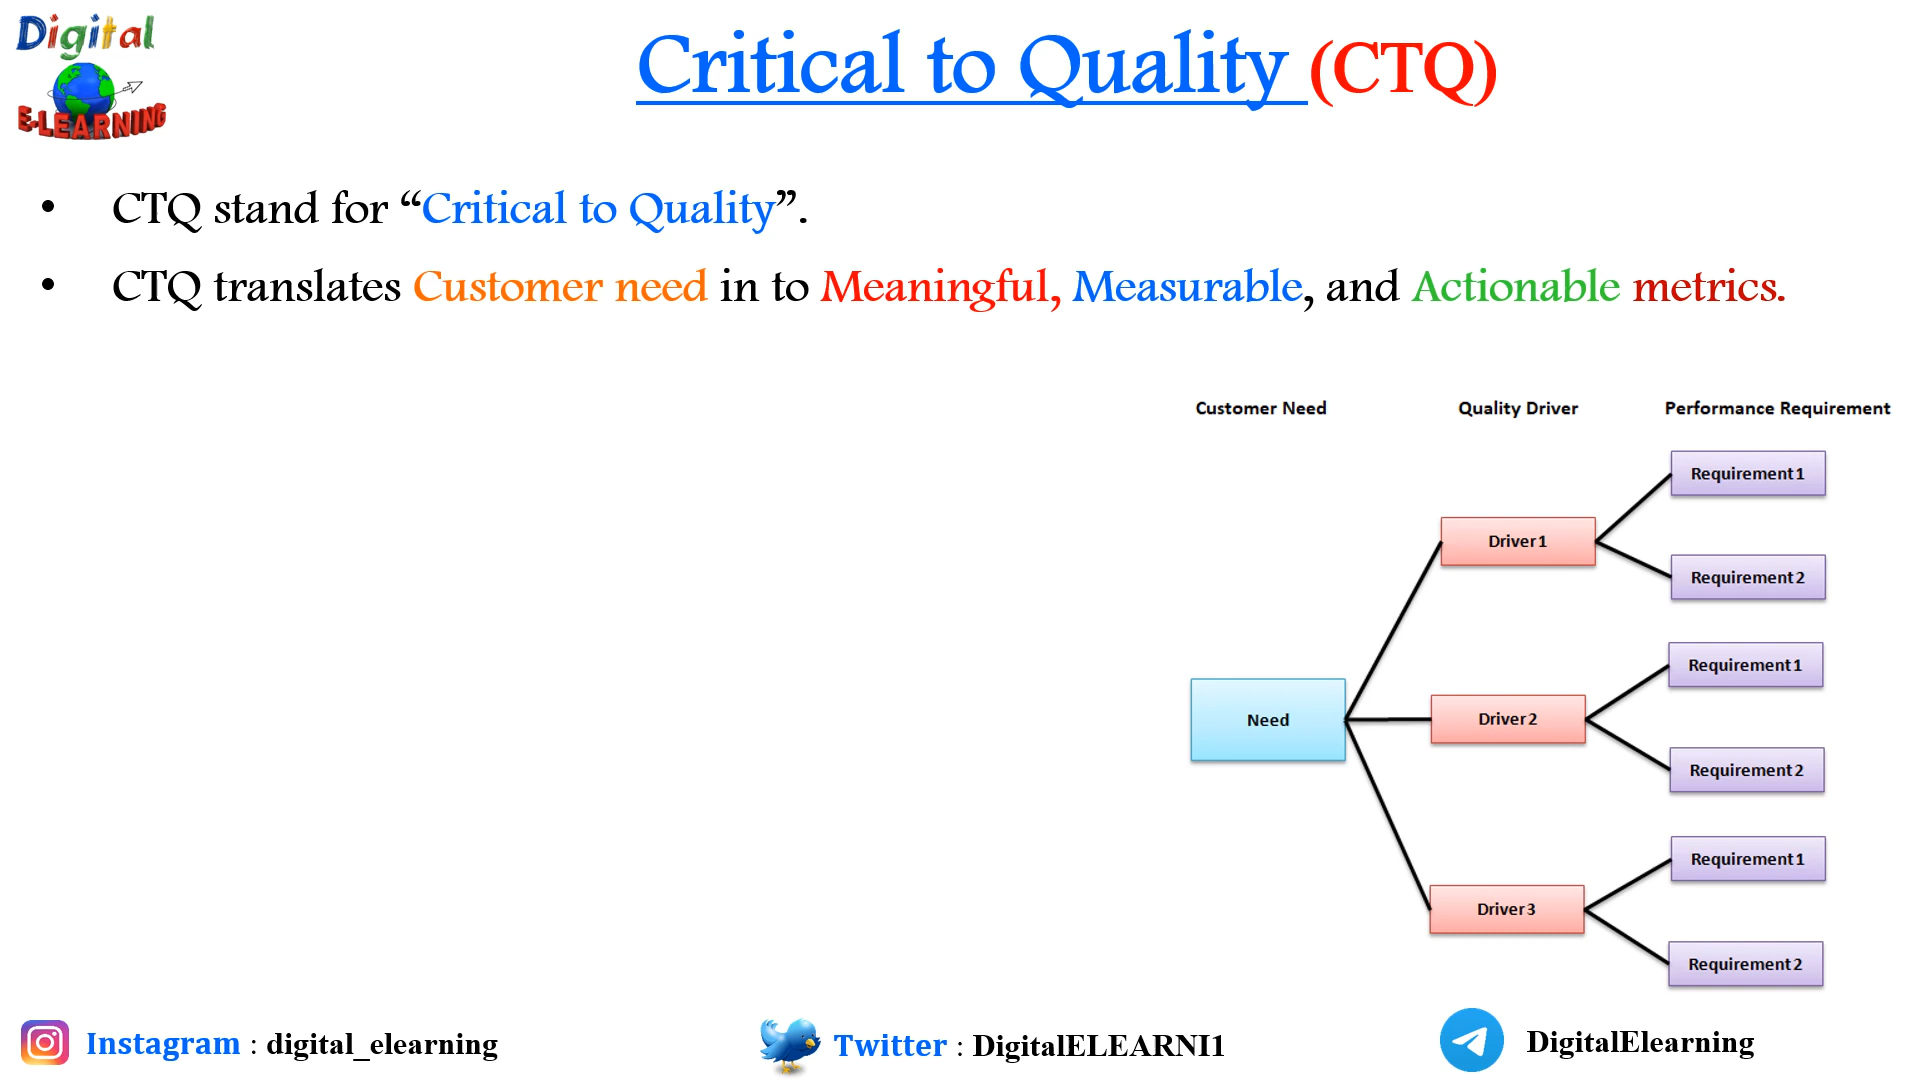 Digital
E-LEARNING
Critical to Quality (CTQ)
• CTQ stand for “Critical to Quality”.
• CTQ translates Customer need in to Meaningful, Measurable, and Actionable metrics.
Customer Need Quality Driver Performance Requirement
Requirement 1
Driver 1
Requirement 2
Requirement 1
Need Driver 2
Requirement 2
Requirement 1
Driver 3
Requirement 2
Instagram : digital_elearning
Twitter : DigitalELEARNI1
DigitalElearning